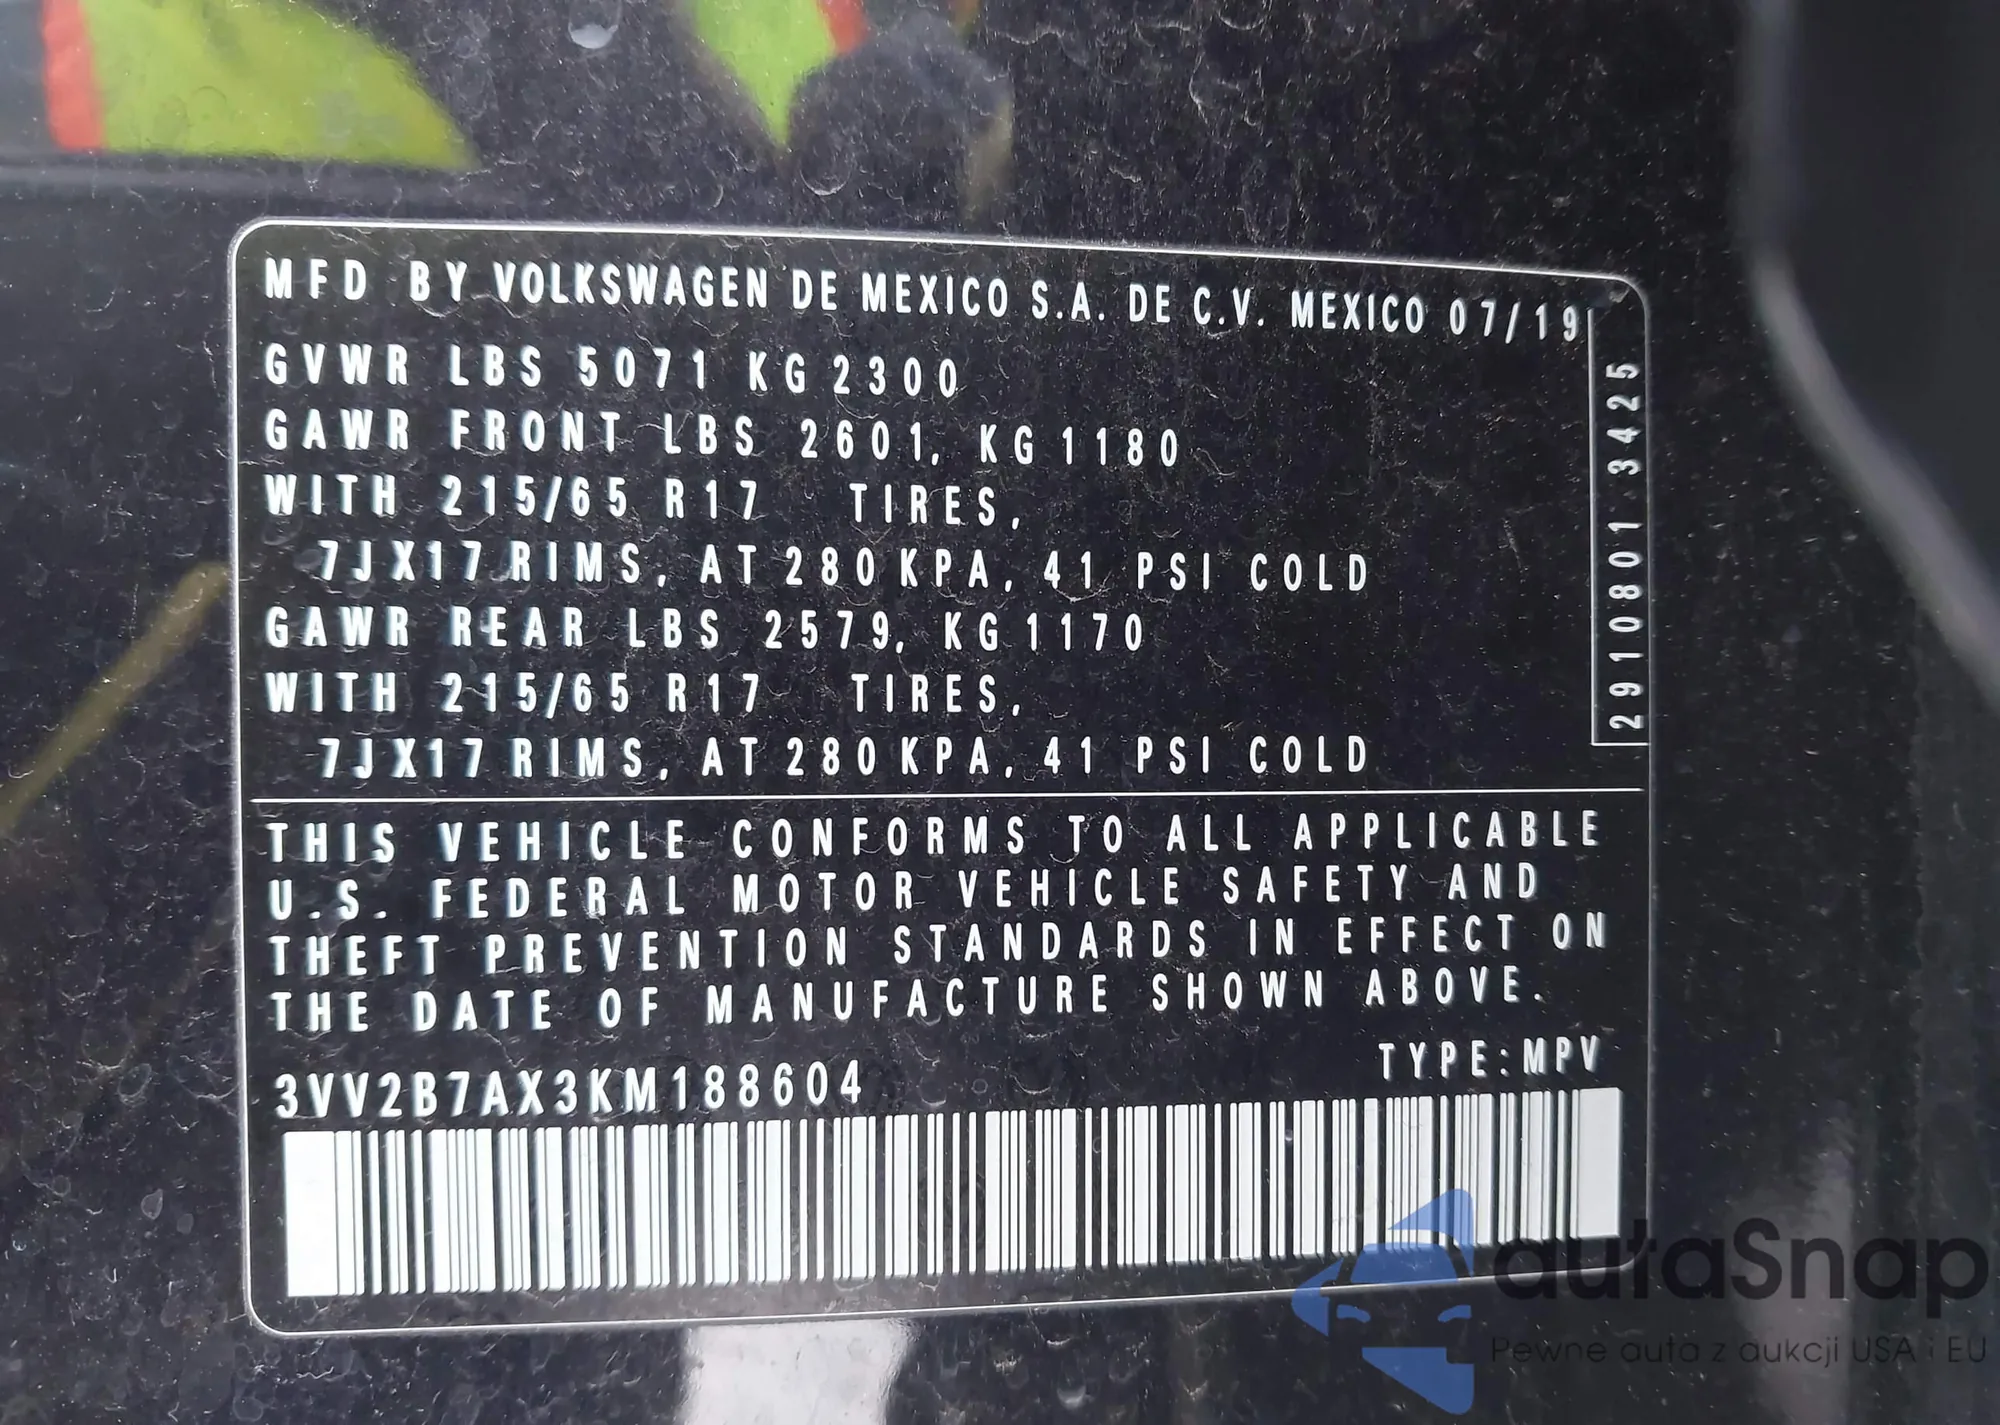 MFD BY VOLKSWAGEN DE MEXICO S.A. DE C.V. MEXICO 07/19
GVWR LBS 5071 KG 2300
GAWR FRONT LBS 2601, KG 1180
WITH 215/65 R17 TIRES,
7JX17 RIMS, AT 280 KPA, 41 PSI COLD
GAWR REAR LBS 2579, KG 1170
WITH 215/65 R17 TIRES,
7JX17 RIMS, AT 280 KPA, 41 PSI COLD
2910801 3425
THIS VEHICLE CONFORMS TO ALL APPLICABLE
U.S. FEDERAL MOTOR VEHICLE SAFETY AND
THEFT PREVENTION STANDARDS IN EFFECT ON
THE DATE OF MANUFACTURE SHOWN ABOVE.
3VV2B7AX3KM188604
TYPE:MPV
autaSnap
Pewne auta z aukcji USA i EU